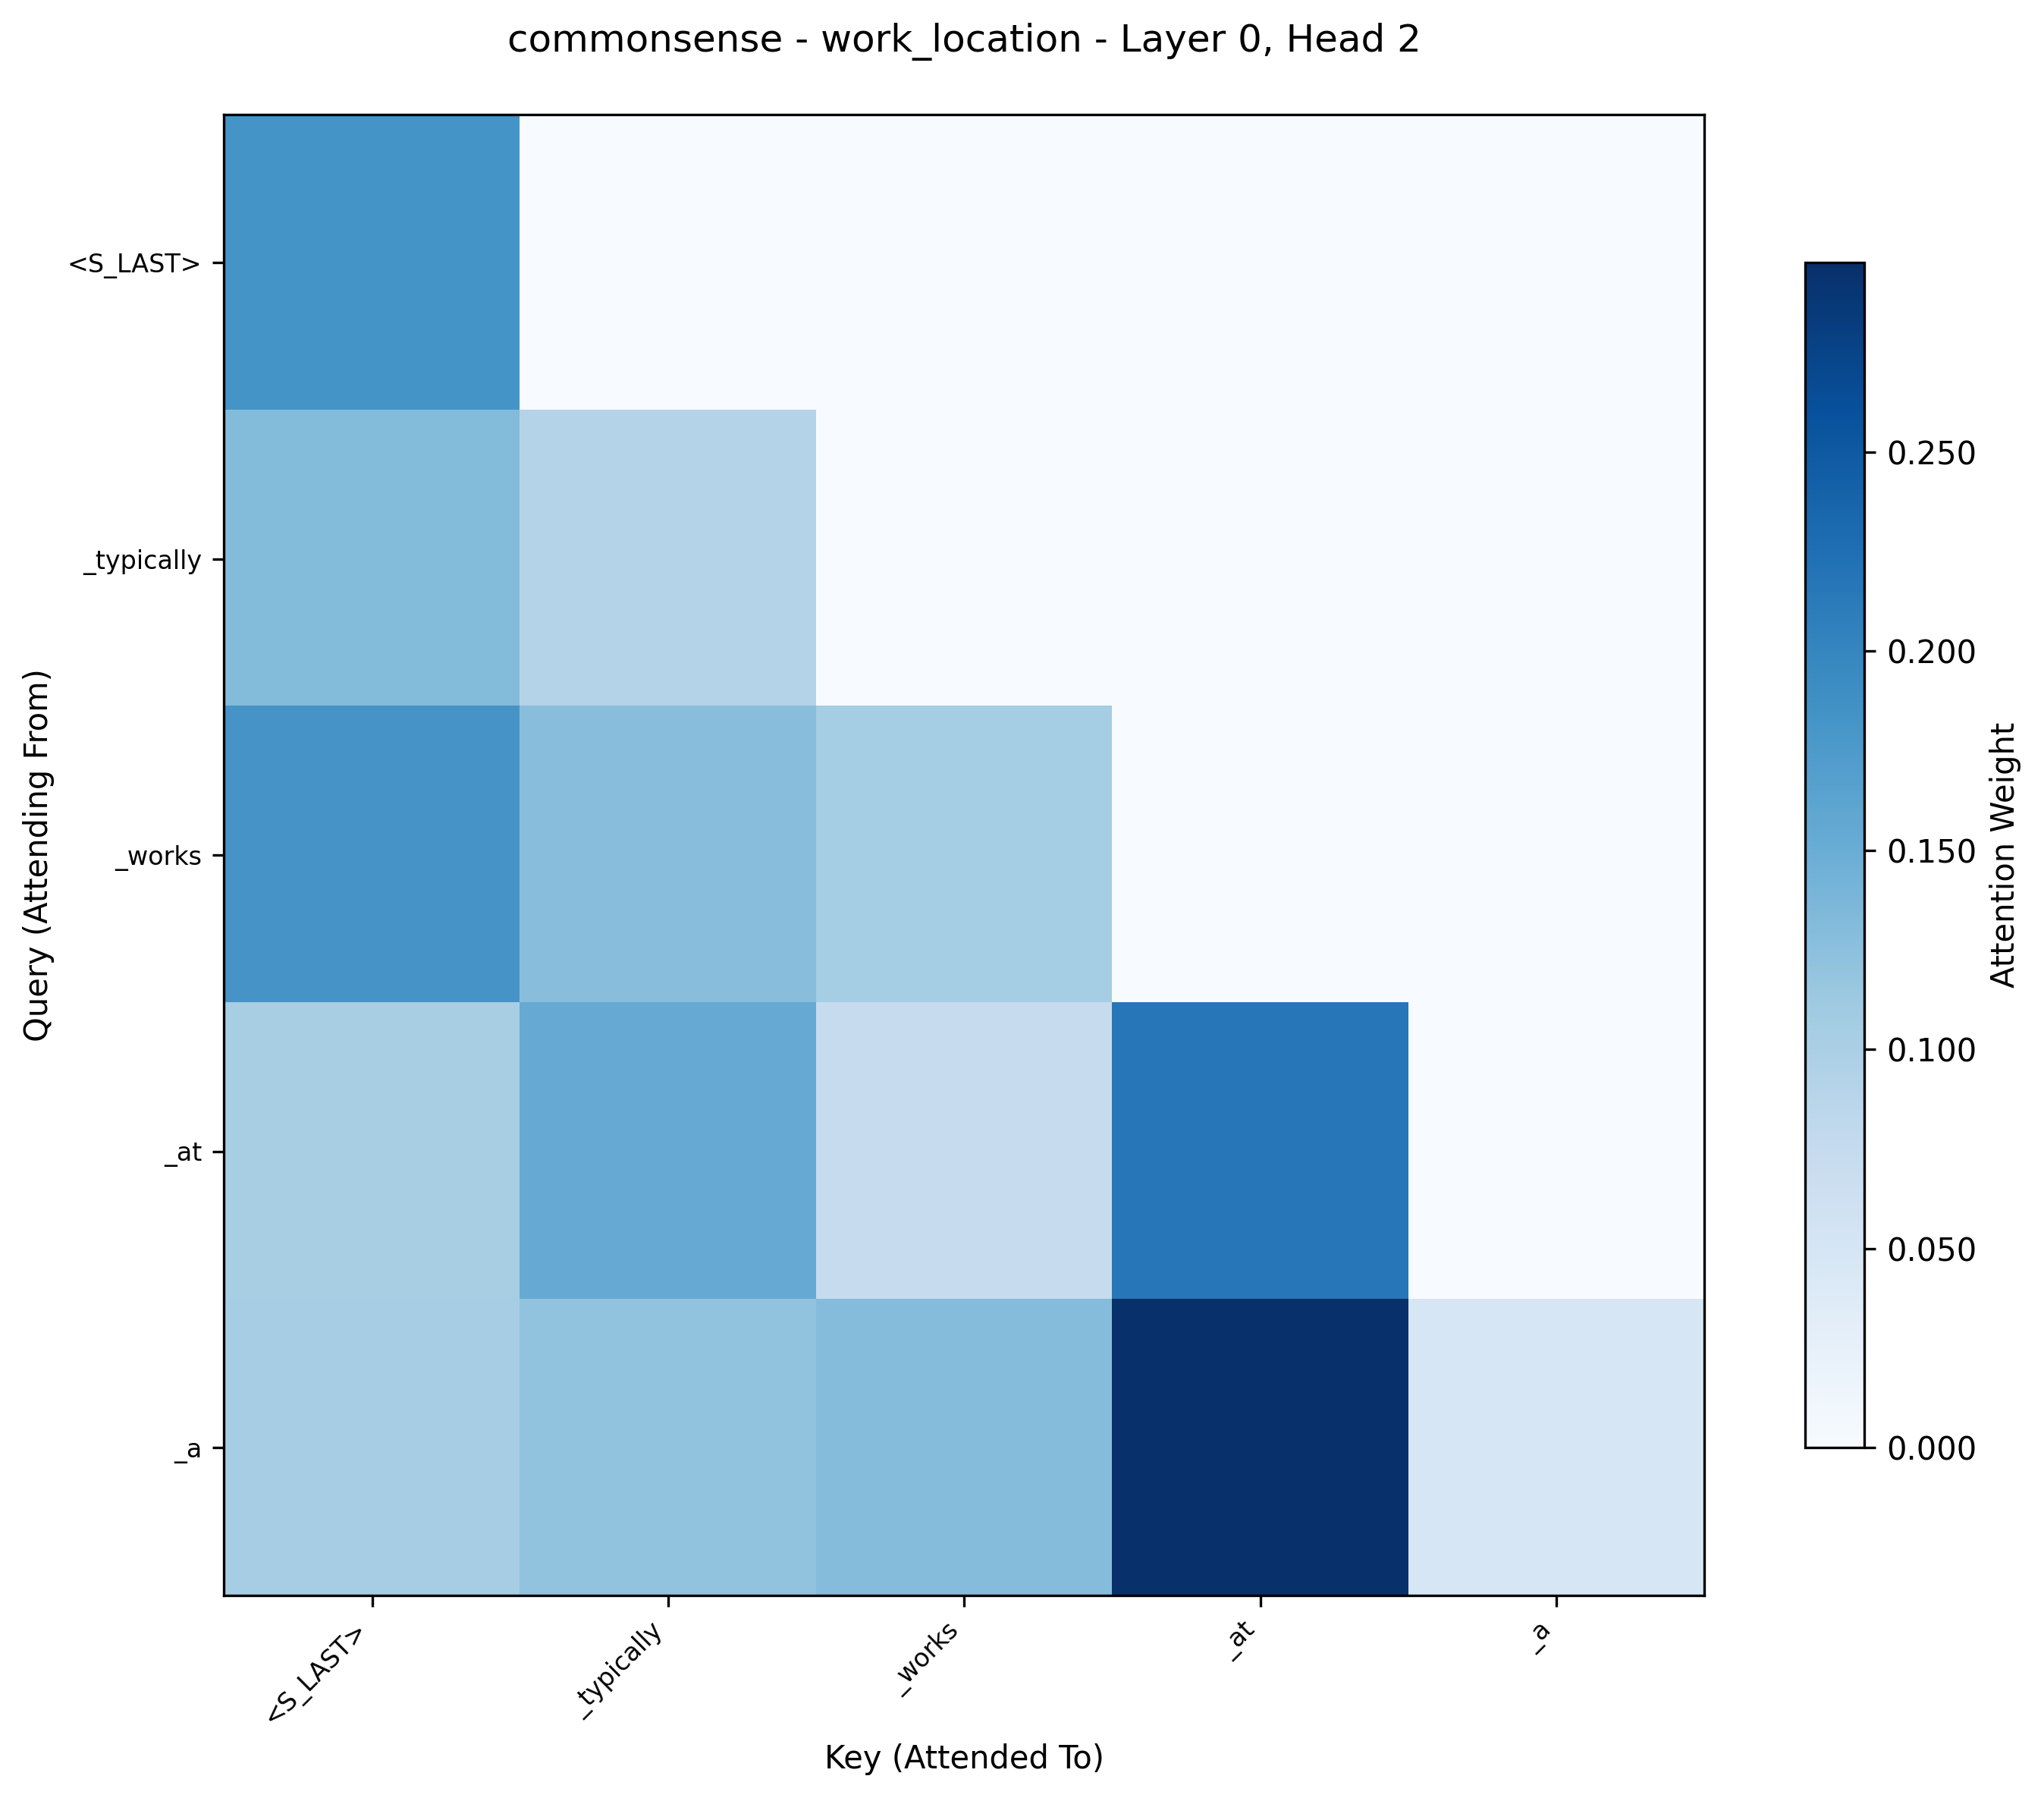 commonsense - work_location - Layer 0, Head 2
Query (Attending From)
<S_LAST>
_typically
_works
_at
_a
<S_LAST>
_typically
_works
_at
_a
Key (Attended To)
0.250
0.200
0.150
0.100
0.050
0.000
Attention Weight